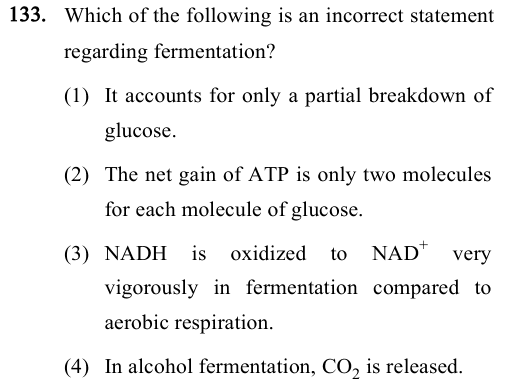 133. Which of the following is an incorrect statement
regarding fermentation?
(1) It accounts for only a partial breakdown of
glucose.
(2) The net gain of ATP is only two molecules
for each molecule of glucose.
(3) NADH is oxidized to NAD⁺ very
vigorously in fermentation compared to
aerobic respiration.
(4) In alcohol fermentation, CO₂ is released.